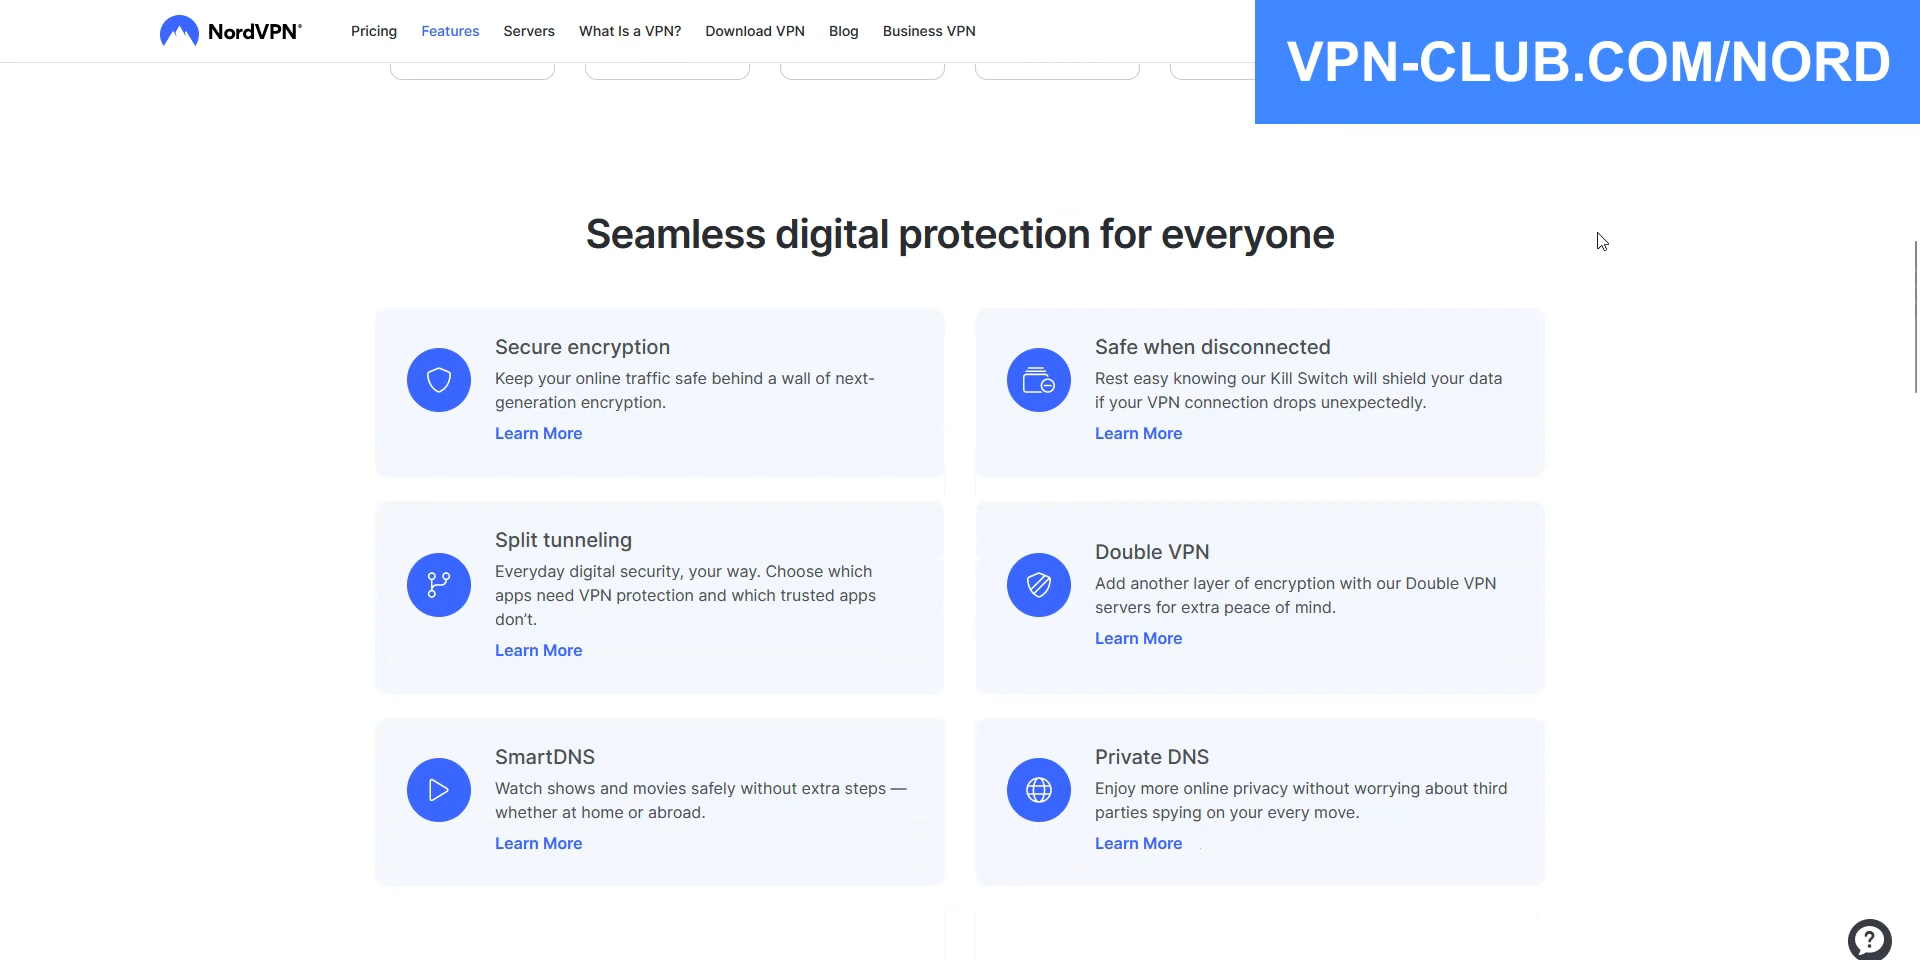 NordVPN®
Pricing Features Servers What Is a VPN? Download VPN Blog Business VPN
VPN-CLUB.COM/NORD
Seamless digital protection for everyone
Secure encryption
Keep your online traffic safe behind a wall of next-
generation encryption.
Learn More
Safe when disconnected
Rest easy knowing our Kill Switch will shield your data
if your VPN connection drops unexpectedly.
Learn More
Split tunneling
Everyday digital security, your way. Choose which
apps need VPN protection and which trusted apps
don’t.
Learn More
Double VPN
Add another layer of encryption with our Double VPN
servers for extra peace of mind.
Learn More
SmartDNS
Watch shows and movies safely without extra steps —
whether at home or abroad.
Learn More
Private DNS
Enjoy more online privacy without worrying about third
parties spying on your every move.
Learn More
?